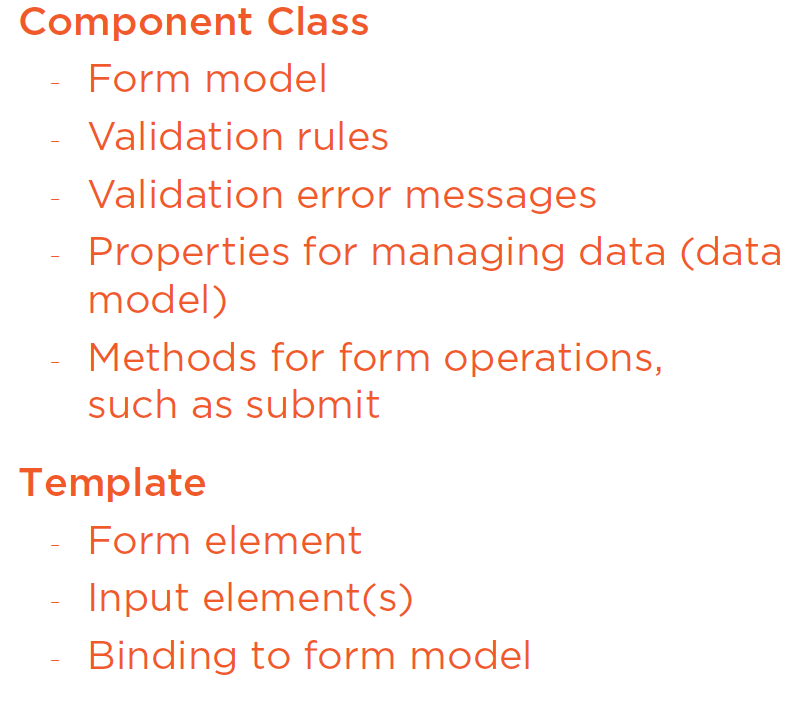 Component Class
- Form model
- Validation rules
- Validation error messages
- Properties for managing data (data
model)
- Methods for form operations,
such as submit
Template
- Form element
- Input element(s)
- Binding to form model